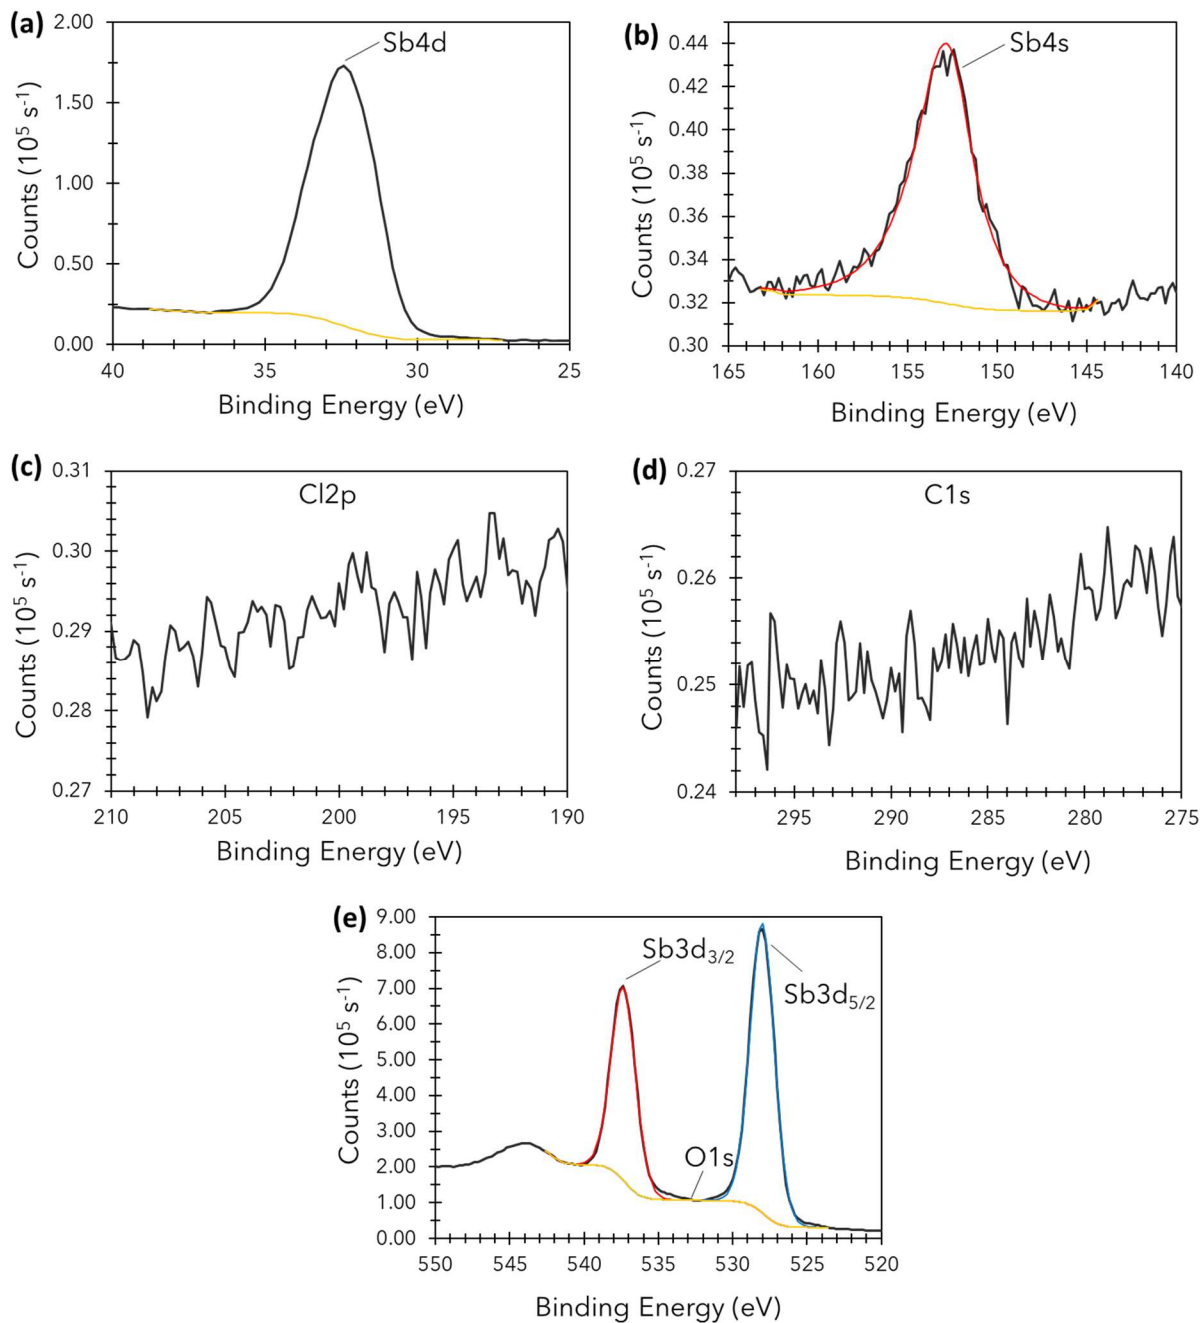 (a)
2.00
1.50
1.00
0.50
0.00
Counts (10⁵ s⁻¹)
Sb4d
40 35 30 25
Binding Energy (eV)
(b)
0.44
0.42
0.40
0.38
0.36
0.34
0.32
0.30
Counts (10⁵ s⁻¹)
Sb4s
165 160 155 150 145 140
Binding Energy (eV)
(c)
0.31
0.30
0.29
0.28
0.27
Counts (10⁵ s⁻¹)
Cl2p
210 205 200 195 190
Binding Energy (eV)
(d)
0.27
0.26
0.25
0.24
Counts (10⁵ s⁻¹)
C1s
295 290 285 280 275
Binding Energy (eV)
(e)
9.00
8.00
7.00
6.00
5.00
4.00
3.00
2.00
1.00
0.00
Counts (10⁵ s⁻¹)
Sb3d₃/₂
Sb3d₅/₂
O1s
550 545 540 535 530 525 520
Binding Energy (eV)